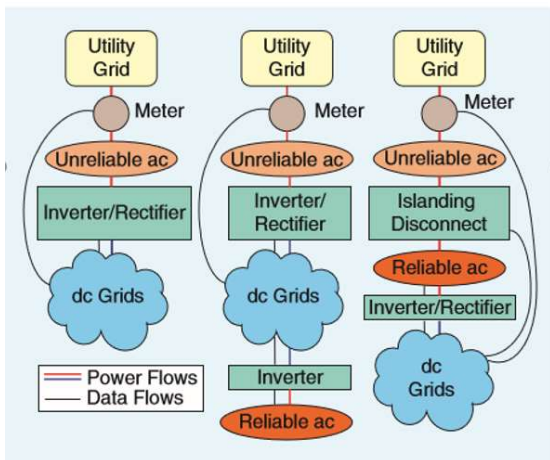 Utility
Grid
Meter
Unreliable ac
Inverter/Rectifier
dc Grids
Utility
Grid
Meter
Unreliable ac
Inverter/
Rectifier
dc Grids
Inverter
Reliable ac
Utility
Grid
Meter
Unreliable ac
Islanding
Disconnect
Reliable ac
Inverter/Rectifier
dc
Grids
Power Flows
Data Flows